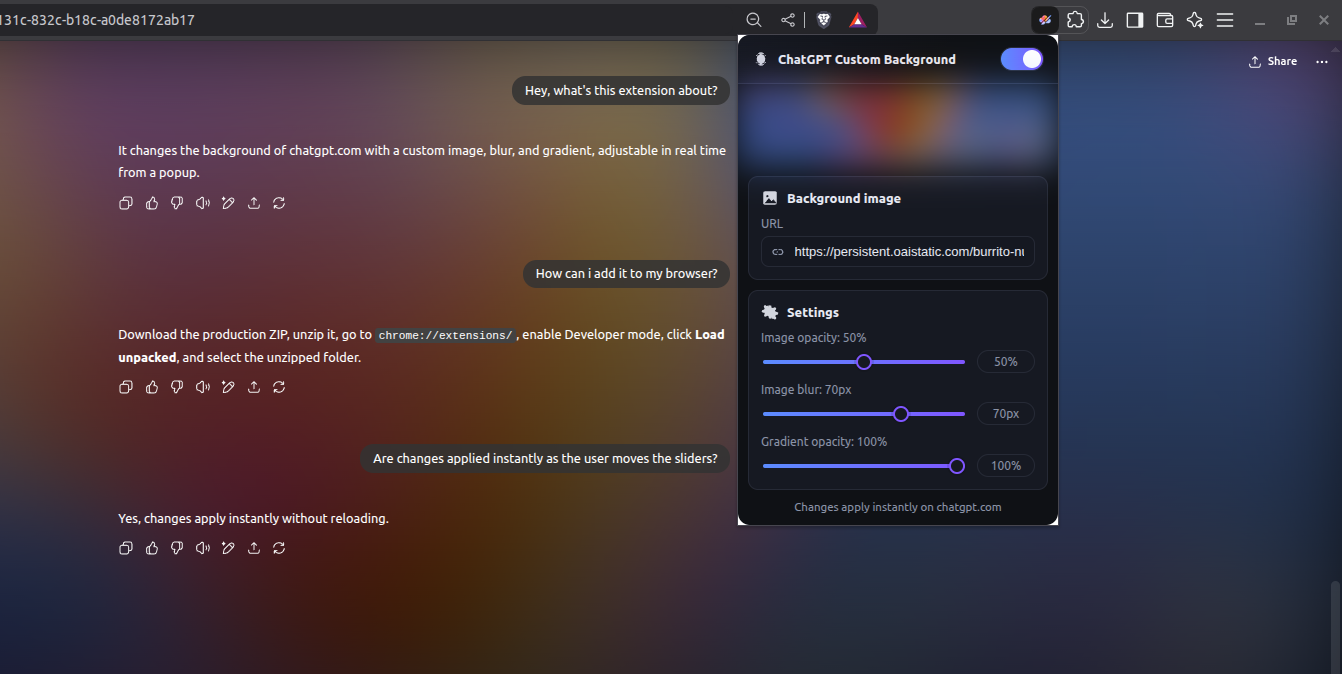 131c-832c-b18c-a0de8172ab17
Share
Hey, what's this extension about?
It changes the background of chatgpt.com with a custom image, blur, and gradient, adjustable in real time
from a popup.
How can i add it to my browser?
Download the production ZIP, unzip it, go to chrome://extensions/ , enable Developer mode, click Load
unpacked, and select the unzipped folder.
Are changes applied instantly as the user moves the sliders?
Yes, changes apply instantly without reloading.
ChatGPT Custom Background
Background image
URL
https://persistent.oaistatic.com/burrito-nu
Settings
Image opacity: 50%
50%
Image blur: 70px
70px
Gradient opacity: 100%
100%
Changes apply instantly on chatgpt.com